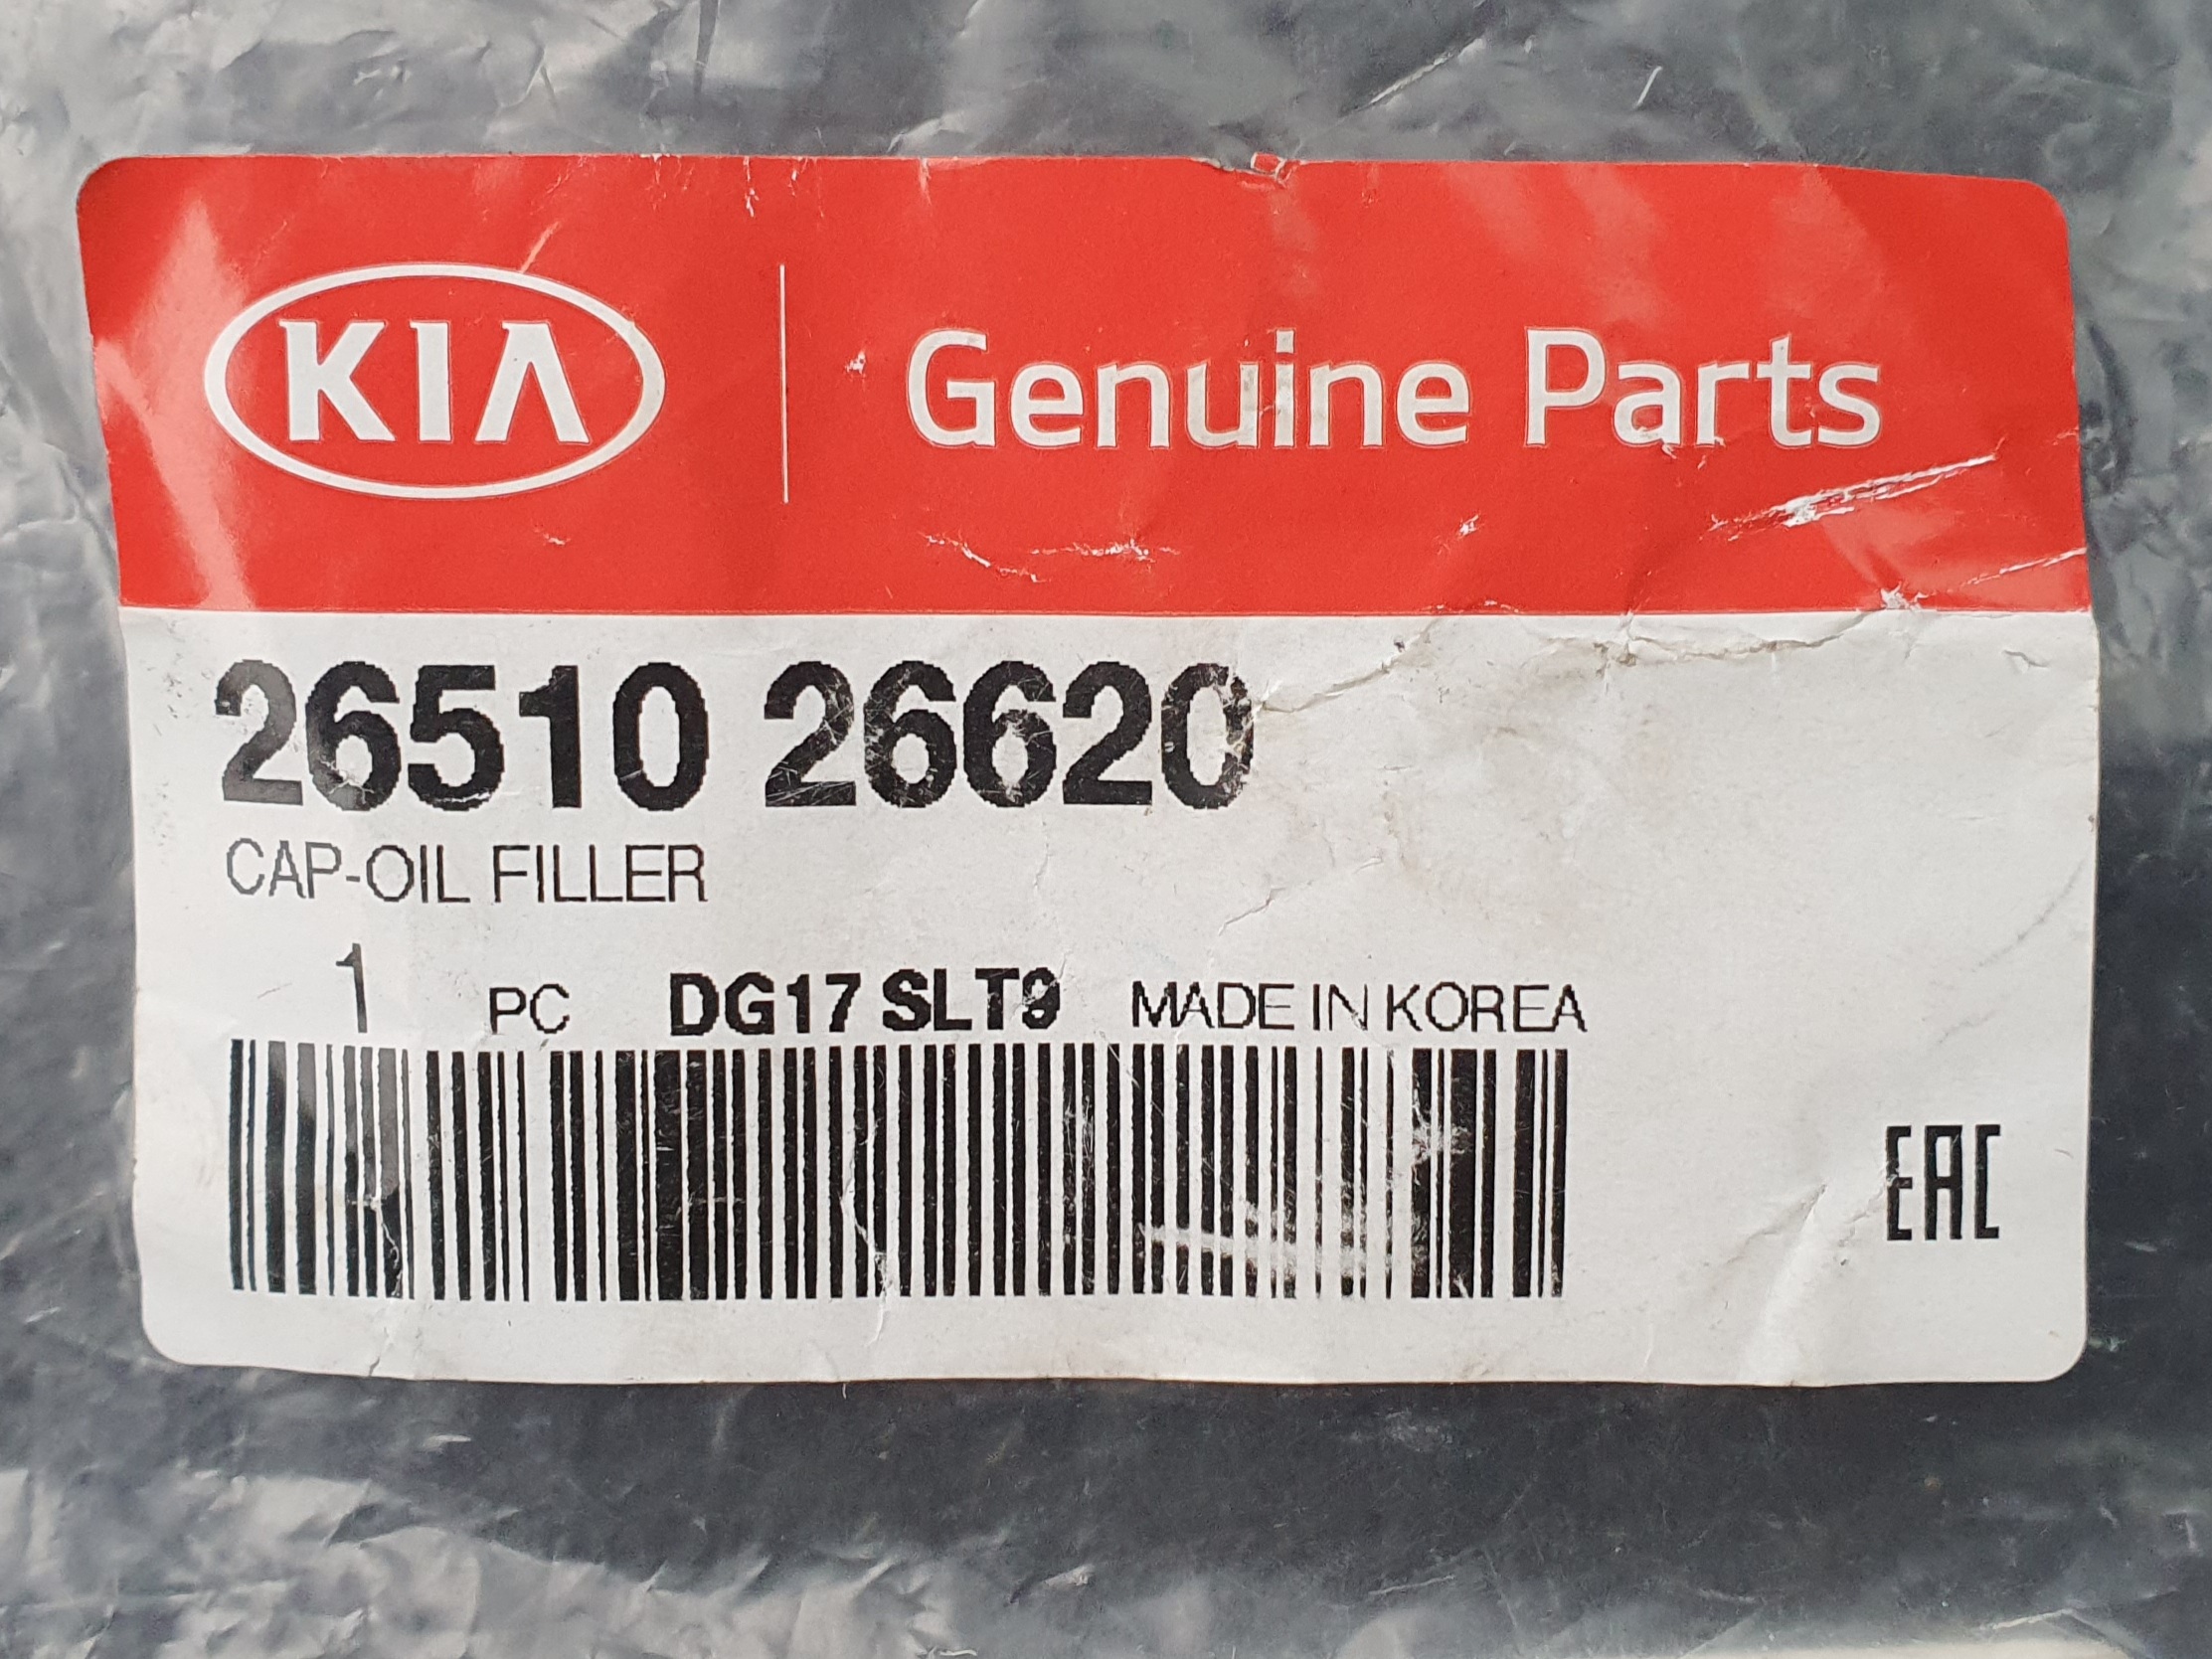 KIA Genuine Parts
26510 26620
CAP-OIL FILLER
1 PC DG17 SLT9 MADE IN KOREA
EAC